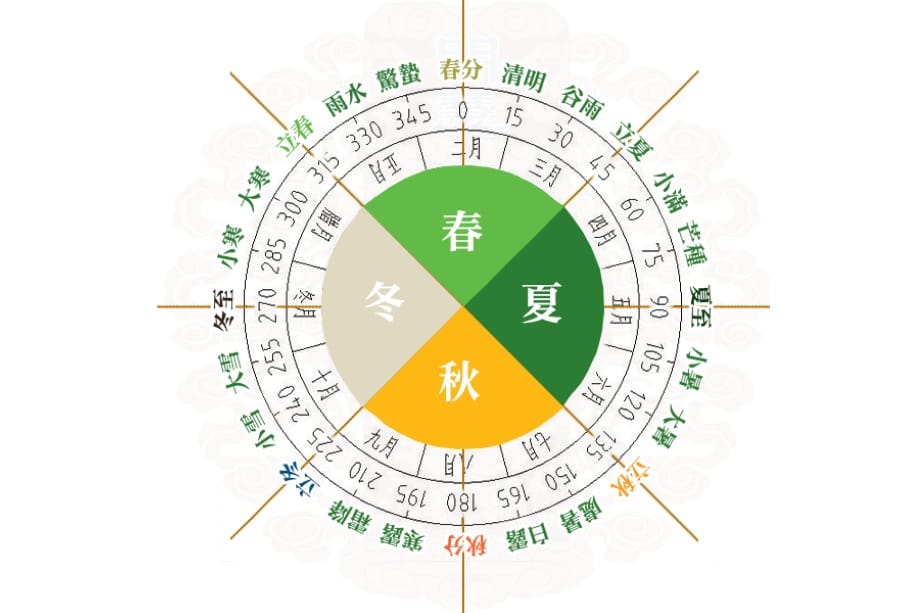 春分
清明
谷雨
立夏
小滿
芒種
夏至
小暑
大暑
立秋
處暑
白露
秋分
寒露
霜降
立冬
小雪
大雪
冬至
小寒
大寒
立春
雨水
驚蟄
0
15
30
45
60
75
90
105
120
135
150
165
180
195
210
225
240
255
270
285
300
315
330
345
二月
三月
四月
五月
六月
七月
八月
九月
十月
冬月
腊月
正月
春
夏
秋
冬